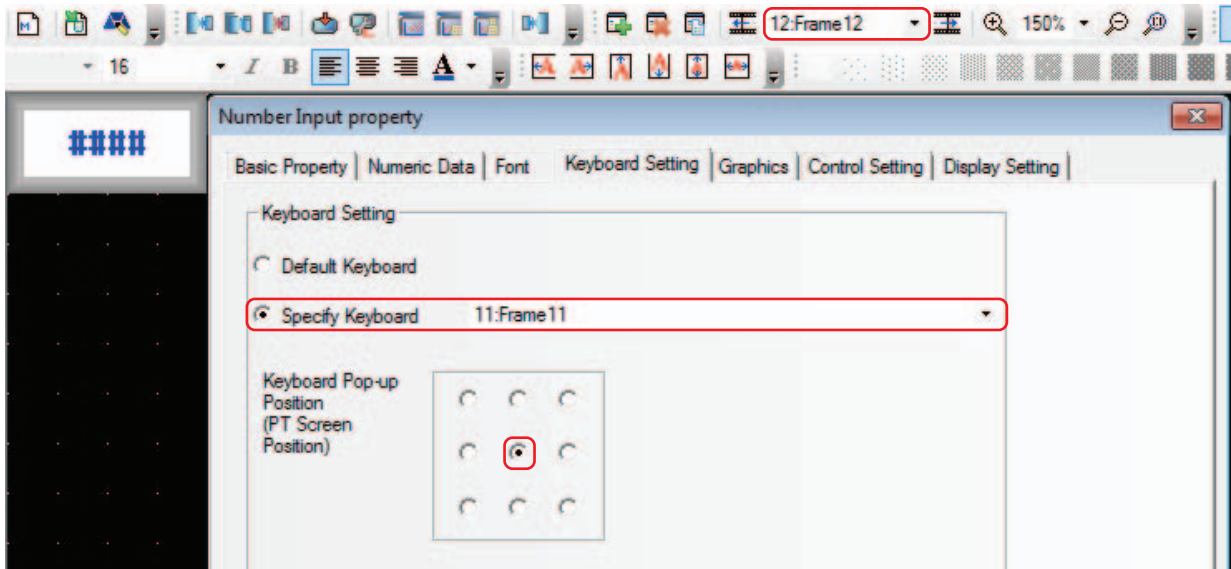 12:Frame12 150%
16 I B A
####
Number Input property
Basic Property Numeric Data Font Keyboard Setting Graphics Control Setting Display Setting
Keyboard Setting
Default Keyboard
Specify Keyboard 11:Frame11
Keyboard Pop-up
Position
(PT Screen
Position)